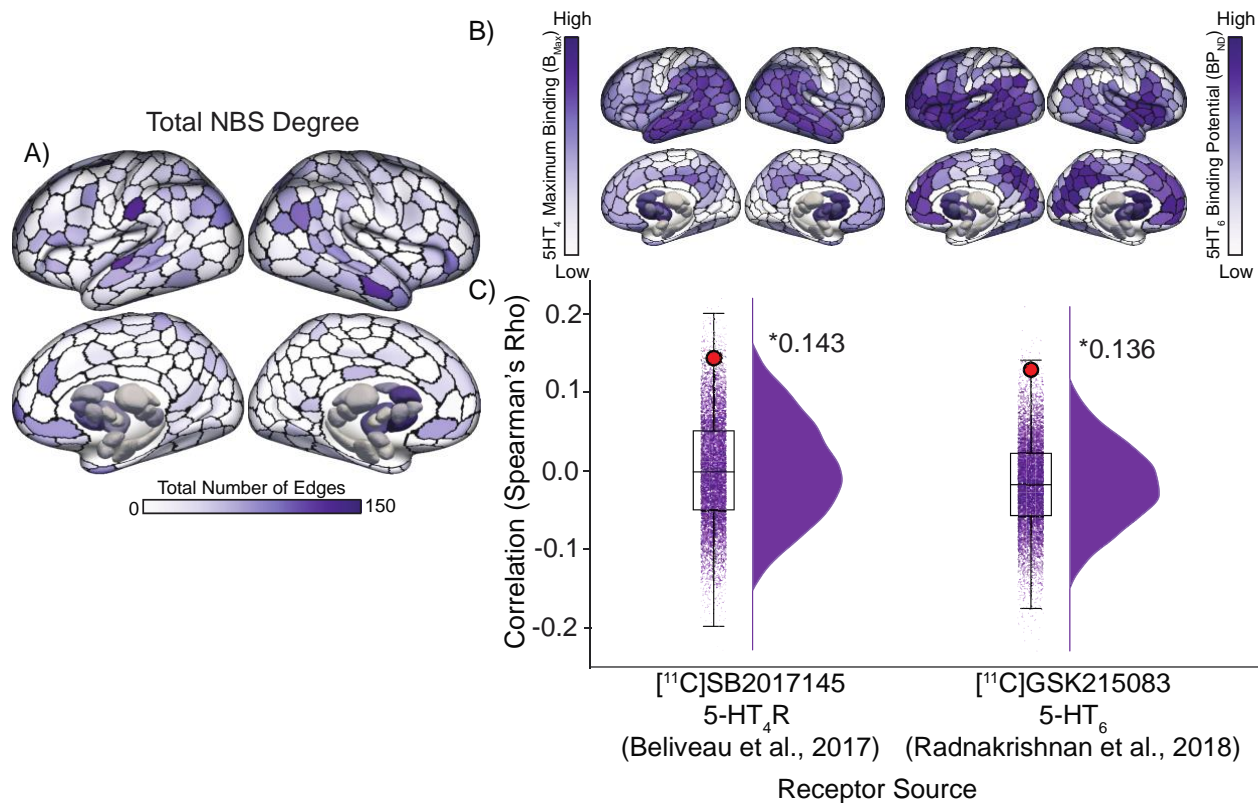 Total NBS Degree
A)
0
Total Number of Edges
150
B)
High
5HT₄ Maximum Binding (B_Max)
Low
High
5HT₆ Binding Potential (BP_ND)
Low
C)
Correlation (Spearman's Rho)
0.2
0.1
0.0
-0.1
-0.2
*0.143
*0.136
[¹¹C]SB2017145
5-HT₄R
(Beliveau et al., 2017)
[¹¹C]GSK215083
5-HT₆
(Radnakrishnan et al., 2018)
Receptor Source